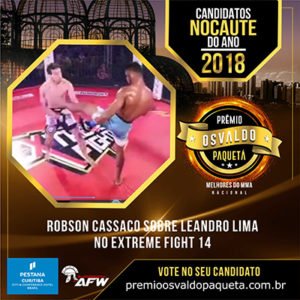 CANDIDATOS
NOCAUTE
DO ANO
2018
PRÊMIO
OSVALDO
PAQUETÁ
MELHORES DO MMA
NACIONAL
ROBSON CASSACO SOBRE LEANDRO LIMA
NO EXTREME FIGHT 14
PESTANA
CURITIBA
AFW
VOTE NO SEU CANDIDATO
premioosvaldopaqueta.com.br